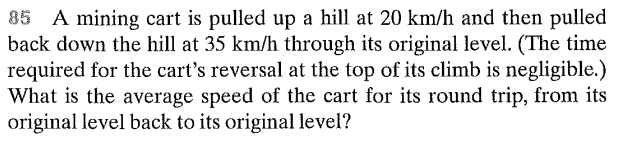 85 A mining cart is pulled up a hill at 20 km/h and then pulled
back down the hill at 35 km/h through its original level. (The time
required for the cart's reversal at the top of its climb is negligible.)
What is the average speed of the cart for its round trip, from its
original level back to its original level?